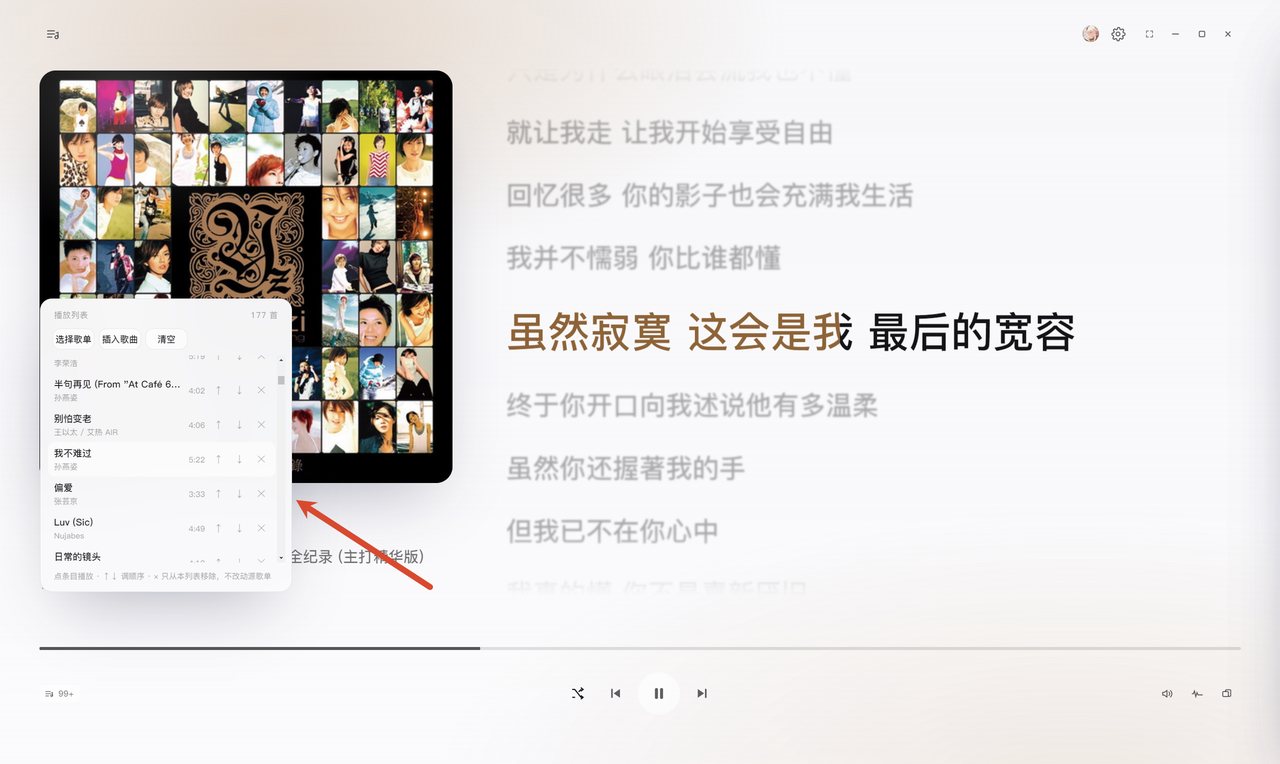 就让我走 让我开始享受自由
回忆很多 你的影子也会充满我生活
我并不懦弱 你比谁都懂
虽然寂寞 这会是我 最后的宽容
终于你开口向我述说他有多温柔
虽然你还握著我的手
但我已不在你心中
播放列表 177 首
选择歌单 插入歌曲 清空
李荣浩
半句再见 (From "At Café 6... 4:02 ↑ ↓ ×
孙燕姿
别怕变老 4:06 ↑ ↓ ×
王以太 / 艾热 AIR
我不难过 5:22 ↑ ↓ ×
孙燕姿
偏爱 3:33 ↑ ↓ ×
张芸京
Luv (Sic) 4:49 ↑ ↓ ×
Nujabes
日常的镜头
点条目播放 · ↑ ↓ 调顺序 · × 只从本列表移除，不改动源歌单
全纪录 (主打精华版)
99+